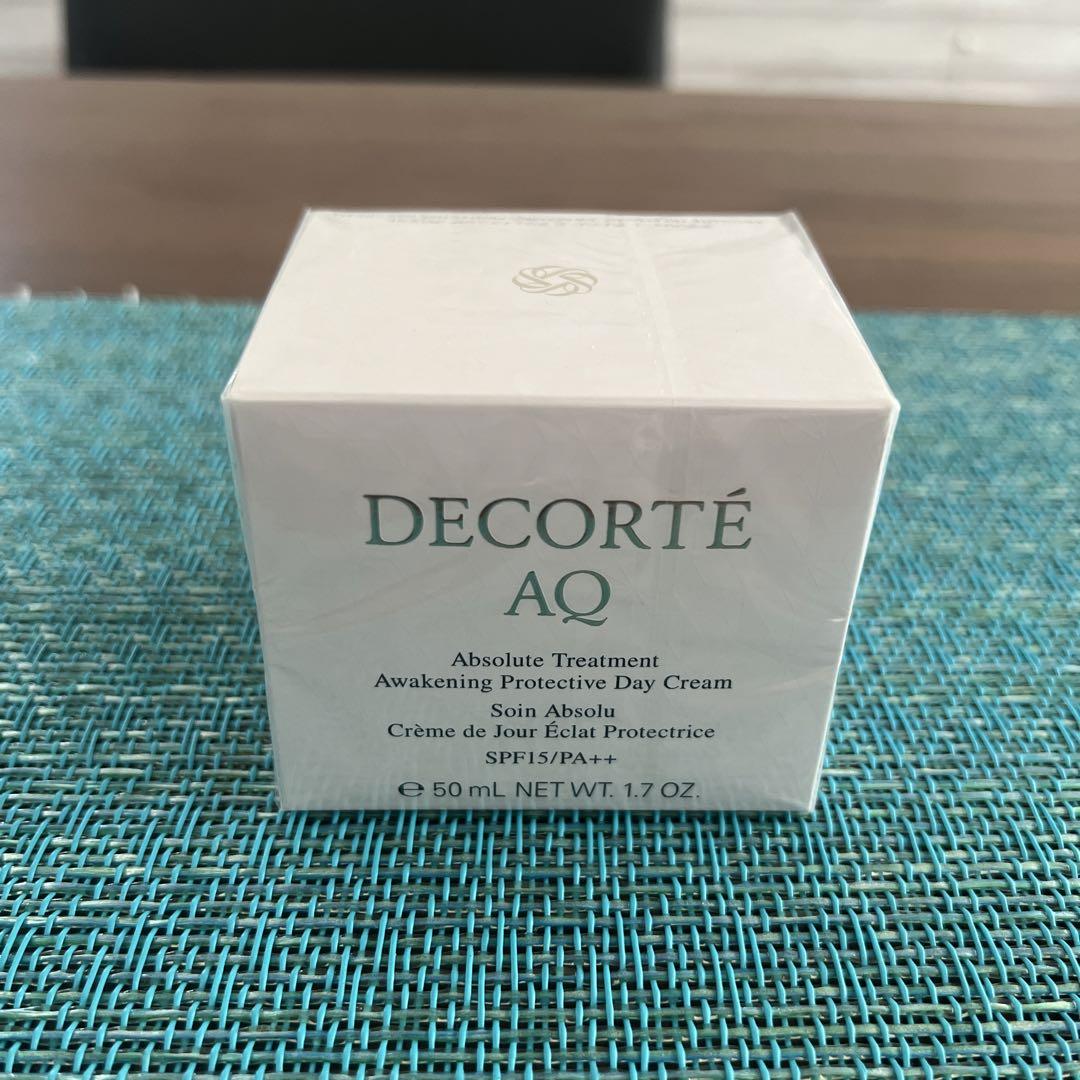 DECORTÉ
AQ
Absolute Treatment
Awakening Protective Day Cream
Soin Absolu
Crème de Jour Éclat Protectrice
SPF15/PA++
℮ 50 mL NET WT. 1.7 OZ.